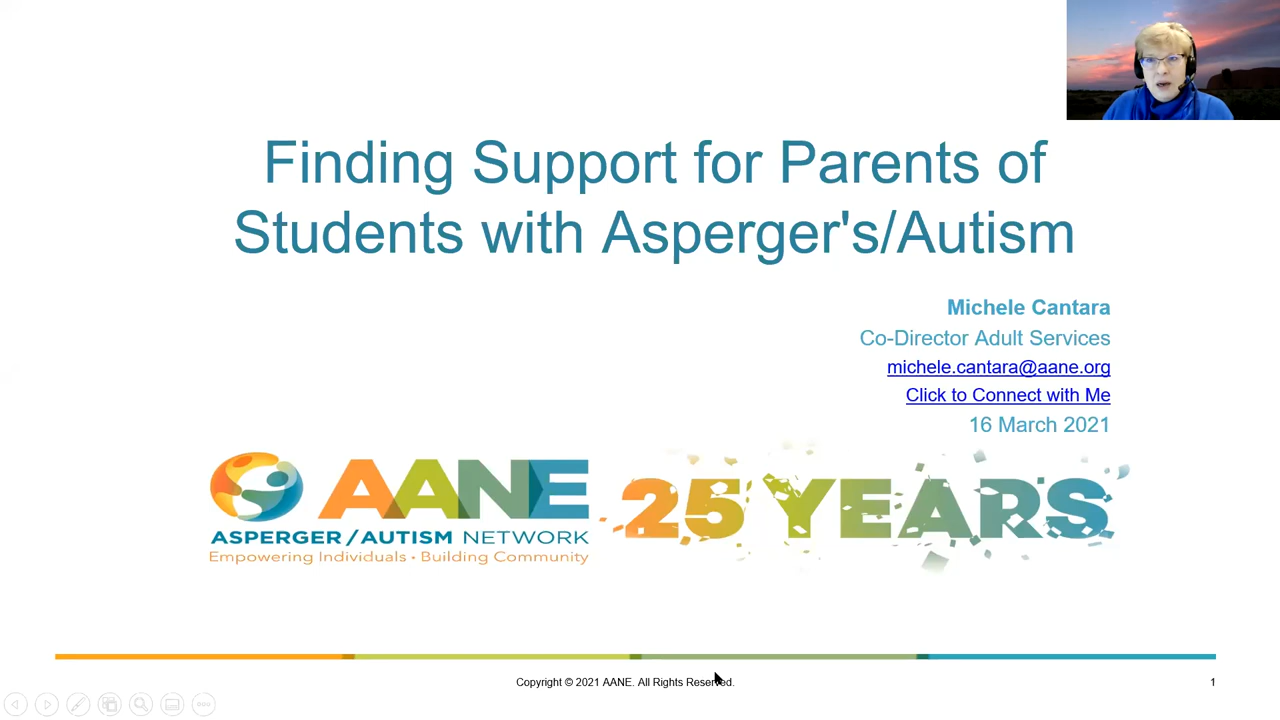 Finding Support for Parents of
Students with Asperger's/Autism
Michele Cantara
Co-Director Adult Services
michele.cantara@aane.org
Click to Connect with Me
16 March 2021
AANE
ASPERGER/AUTISM NETWORK
Empowering Individuals • Building Community
25 YEARS
Copyright © 2021 AANE. All Rights Reserved.
1